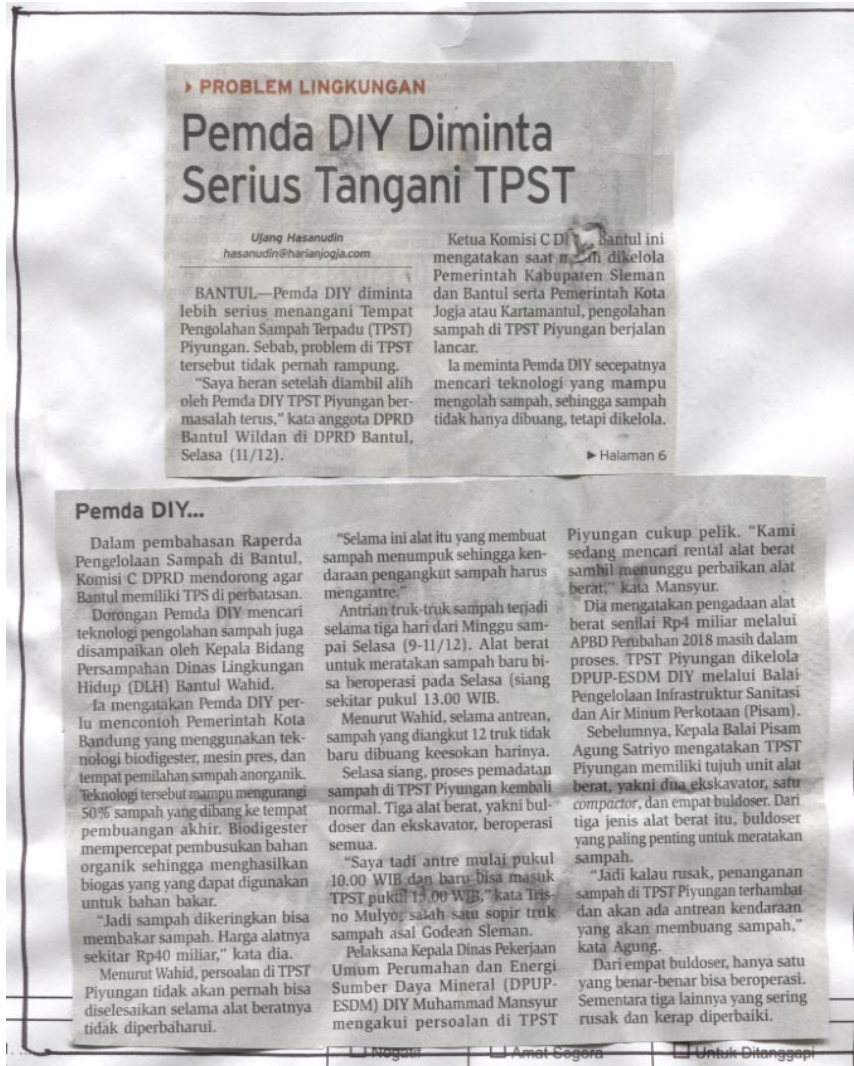 PROBLEM LINGKUNGAN
Pemda DIY Diminta
Serius Tangani TPST
Ujang Hasanudin
hasanudin@harianjogja.com
BANTUL—Pemda DIY diminta
lebih serius menangani Tempat
Pengolahan Sampah Terpadu (TPST)
Piyungan. Sebab, problem di TPST
tersebut tidak pernah rampung.
"Saya heran setelah diambil alih
oleh Pemda DIY TPST Piyungan ber-
masalah terus," kata anggota DPRD
Bantul Wildan di DPRD Bantul,
Selasa (11/12).
Ketua Komisi C Bantul ini
mengatakan saat dikelola
Pemerintah Kabupaten Sleman
dan Bantul serta Pemerintah Kota
Jogja atau Kartamantul, pengolahan
sampah di TPST Piyungan berjalan
lancar.
Ia meminta Pemda DIY secepatnya
mencari teknologi yang mampu
mengolah sampah, sehingga sampah
tidak hanya dibuang, tetapi dikelola.
▶ Halaman 6
Pemda DIY...
Dalam pembahasan Raperda
Pengelolaan Sampah di Bantul,
Komisi C DPRD mendorong agar
Bantul memiliki TPS di perbatasan.
Dorongan Pemda DIY mencari
teknologi pengolahan sampah juga
disampaikan oleh Kepala Bidang
Persampahan Dinas Lingkungan
Hidup (DLH) Bantul Wahid.
Ia mengatakan Pemda DIY per-
lu mencontoh Pemerintah Kota
Bandung yang menggunakan tek-
nologi biodigester, mesin pres, dan
tempat pemilahan sampah anorganik.
Teknologi tersebut mampu mengurangi
50% sampah yang dibang ke tempat
pembuangan akhir. Biodigester
mempercepat pembusukan bahan
organik sehingga menghasilkan
biogas yang yang dapat digunakan
untuk bahan bakar.
"Jadi sampah dikeringkan bisa
membakar sampah. Harga alatnya
sekitar Rp40 miliar," kata dia.
Menurut Wahid, persoalan di TPST
Piyungan tidak akan pernah bisa
diselesaikan selama alat beratnya
tidak diperbaharui.
"Selama ini alat itu yang membuat
sampah menumpuk sehingga ken-
daraan pengangkut sampah harus
mengantre."
Antrian truk-truk sampah terjadi
selama tiga hari dari Minggu sam-
pai Selasa (9-11/12). Alat berat
untuk meratakan sampah baru bi-
sa beroperasi pada Selasa (siang
sekitar pukul 13.00 WIB.
Menurut Wahid, selama antrean,
sampah yang diangkut 12 truk tidak
baru dibuang keesokan harinya.
Selasa siang, proses pemadatan
sampah di TPST Piyungan kembali
normal. Tiga alat berat, yakni bul-
doser dan ekskavator, beroperasi
semua.
"Saya tadi antre mulai pukul
10.00 WIB dan baru bisa masuk
TPST pukul 13.00 WIB," kata Tris-
no Mulyo, salah satu sopir truk
sampah asal Godean Sleman.
Pelaksana Kepala Dinas Pekerjaan
Umum Perumahan dan Energi
Sumber Daya Mineral (DPUP-
ESDM) DIY Muhammad Mansyur
mengakui persoalan di TPST
Piyungan cukup pelik. "Kami
sedang mencari rental alat berat
sambil menunggu perbaikan alat
berat," kata Mansyur.
Dia mengatakan pengadaan alat
berat senilai Rp4 miliar melalui
APBD Perubahan 2018 masih dalam
proses. TPST Piyungan dikelola
DPUP-ESDM DIY melalui Balai
Pengelolaan Infrastruktur Sanitasi
dan Air Minum Perkotaan (Pisam).
Sebelumnya, Kepala Balai Pisam
Agung Satriyo mengatakan TPST
Piyungan memiliki tujuh unit alat
berat, yakni dua ekskavator, satu
compactor, dan empat buldoser. Dari
tiga jenis alat berat itu, buldoser
yang paling penting untuk meratakan
sampah.
"Jadi kalau rusak, penanganan
sampah di TPST Piyungan terhambat
dan akan ada antrean kendaraan
yang akan membuang sampah,"
kata Agung.
Dari empat buldoser, hanya satu
yang benar-benar bisa beroperasi.
Sementara tiga lainnya yang sering
rusak dan kerap diperbaiki.
Negatif
Amat Segera
Untuk Ditanggapi